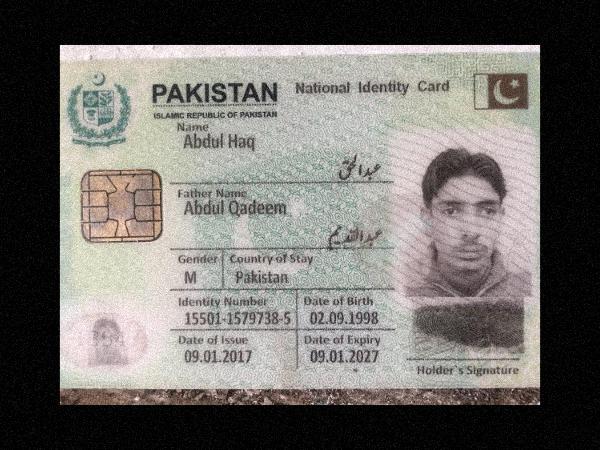 PAKISTAN National Identity Card
ISLAMIC REPUBLIC OF PAKISTAN
Name
Abdul Haq
عبدالحق
Father Name
Abdul Qadeem
عبدالقدیم
Gender Country of Stay
M Pakistan
Identity Number Date of Birth
15501-1579738-5 02.09.1998
Date of Issue Date of Expiry
09.01.2017 09.01.2027
Holder's Signature